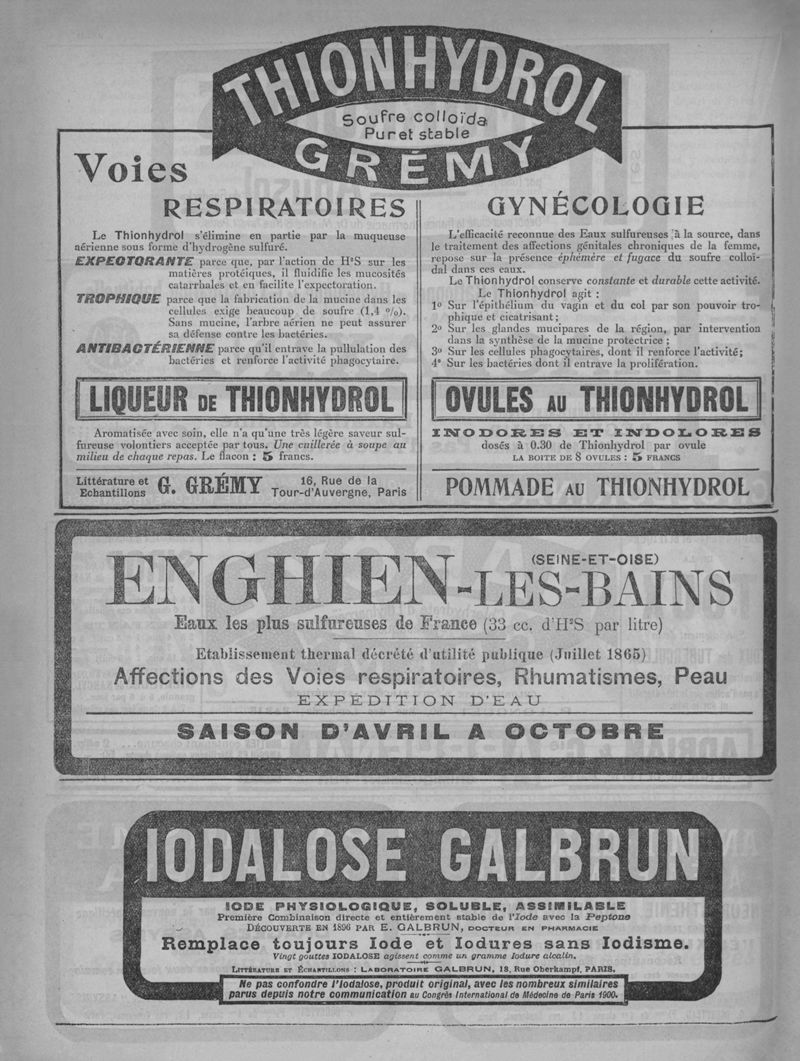 THIONHYDROL
Soufre colloïda
Pur et stable
GRÉMY
Voies
RESPIRATOIRES
Le Thionhydrol s'élimine en partie par la muqueuse
aérienne sous forme d'hydrogène sulfuré.
EXPECTORANTE parce que, par l'action de H²S sur les
matières protéiques, il fluidifie les mucosités
catarrhales et en facilite l'expectoration.
TROPHIQUE parce que la fabrication de la mucine dans les
cellules exige beaucoup de soufre (1,4 %).
Sans mucine, l'arbre aérien ne peut assurer
sa défense contre les bactéries.
ANTIBACTÉRIENNE parce qu'il entrave la pullulation des
bactéries et renforce l'activité phagocytaire.
LIQUEUR DE THIONHYDROL
Aromatisée avec soin, elle n'a qu'une très légère saveur sul-
fureuse volontiers acceptée par tous. Une cuillerée à soupe au
milieu de chaque repas. Le flacon : 5 francs.
Littérature et
Echantillons
G. GRÉMY
16, Rue de la
Tour-d'Auvergne, Paris
GYNÉCOLOGIE
L'efficacité reconnue des Eaux sulfureuses à la source, dans
le traitement des affections génitales chroniques de la femme,
repose sur la présence éphémère et fugace du soufre colloï-
dal dans ces eaux.
Le Thionhydrol conserve constante et durable cette activité.
Le Thionhydrol agit :
1° Sur l'épithélium du vagin et du col par son pouvoir tro-
phique et cicatrisant ;
2° Sur les glandes mucipares de la région, par intervention
dans la synthèse de la mucine protectrice ;
3° Sur les cellules phagocytaires, dont il renforce l'activité;
4° Sur les bactéries dont il entrave la prolifération.
OVULES AU THIONHYDROL
INODORES ET INDOLORES
dosés à 0.30 de Thionhydrol par ovule
LA BOITE DE 8 OVULES : 5 FRANCS
POMMADE AU THIONHYDROL
(SEINE-ET-OISE)
ENGHIEN-LES-BAINS
Eaux les plus sulfureuses de France (33 cc. d'H²S par litre)
Etablissement thermal décrété d'utilité publique (Juillet 1865)
Affections des Voies respiratoires, Rhumatismes, Peau
EXPÉDITION D'EAU
SAISON D'AVRIL A OCTOBRE
IODALOSE GALBRUN
IODE PHYSIOLOGIQUE, SOLUBLE, ASSIMILABLE
Première Combinaison directe et entièrement stable de l'Iode avec la Peptone
DÉCOUVERTE EN 1896 PAR E. GALBRUN, DOCTEUR EN PHARMACIE
Remplace toujours Iode et Iodures sans Iodisme.
Vingt gouttes IODALOSE agissent comme un gramme Iodure alcalin.
LITTÉRATURE ET ÉCHANTILLONS : LABORATOIRE GALBRUN, 18, Rue Oberkampf, PARIS.
Ne pas confondre l'Iodalose, produit original, avec les nombreux similaires
parus depuis notre communication au Congrès International de Médecine de Paris 1900.